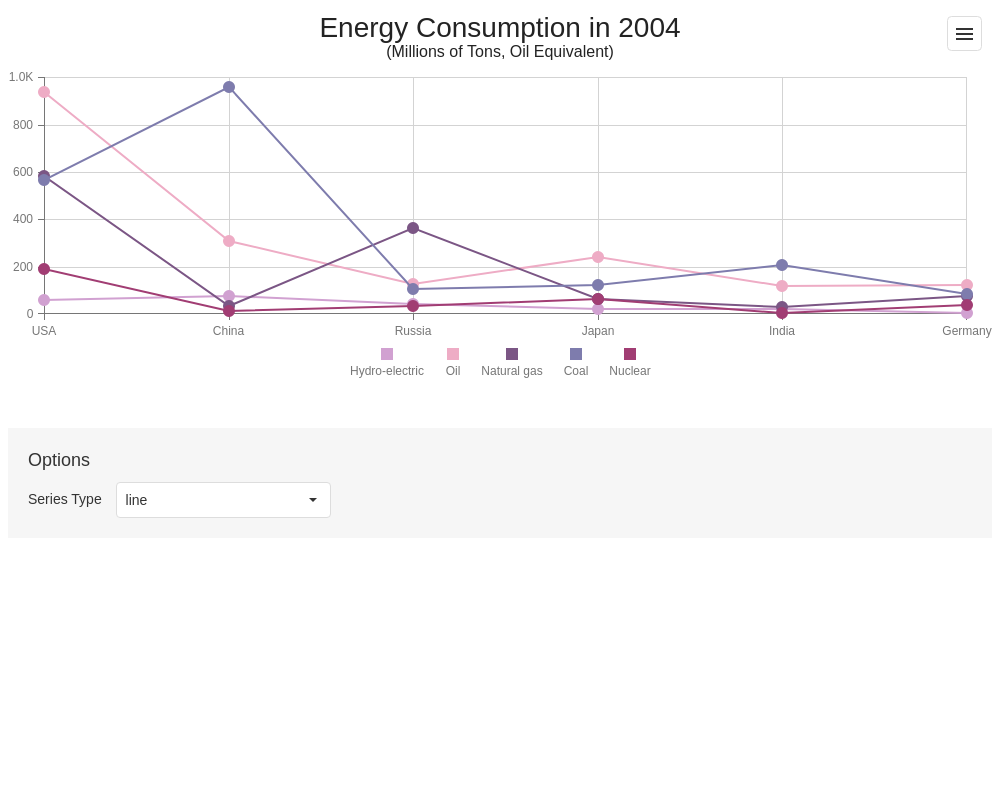 Energy Consumption in 2004
(Millions of Tons, Oil Equivalent)
1.0K
800
600
400
200
0
USA China Russia Japan India Germany
Hydro-electric Oil Natural gas Coal Nuclear
Options
Series Type line